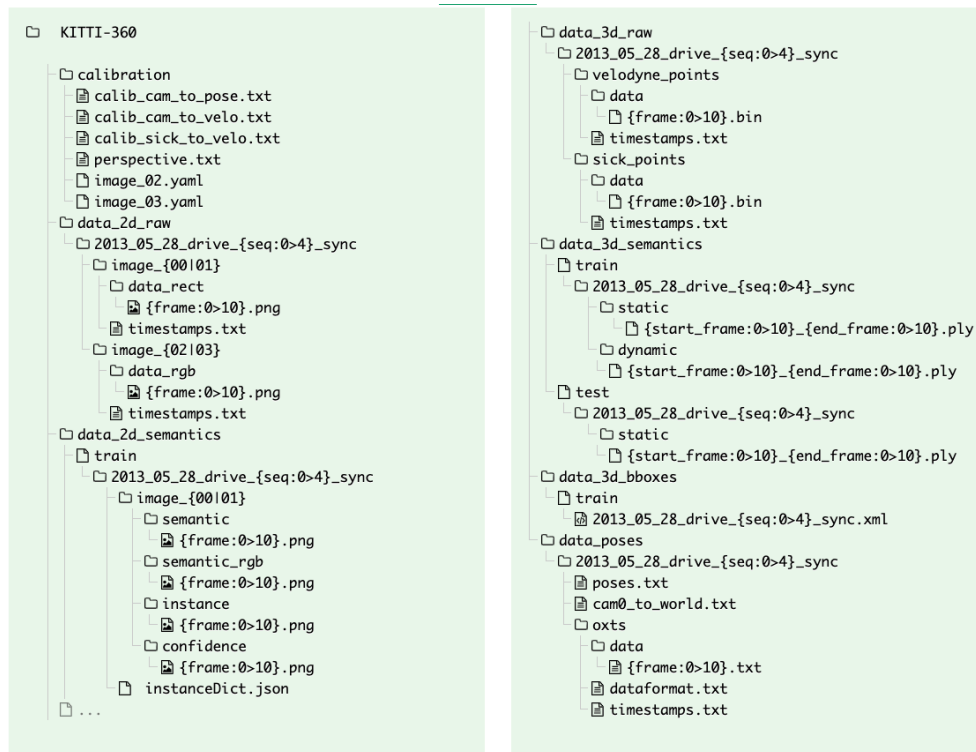 KITTI-360
calibration
calib_cam_to_pose.txt
calib_cam_to_velo.txt
calib_sick_to_velo.txt
perspective.txt
image_02.yaml
image_03.yaml
data_2d_raw
2013_05_28_drive_{seq:0>4}_sync
image_{00|01}
data_rect
{frame:0>10}.png
timestamps.txt
image_{02|03}
data_rgb
{frame:0>10}.png
timestamps.txt
data_2d_semantics
train
2013_05_28_drive_{seq:0>4}_sync
image_{00|01}
semantic
{frame:0>10}.png
semantic_rgb
{frame:0>10}.png
instance
{frame:0>10}.png
confidence
{frame:0>10}.png
instanceDict.json
...
data_3d_raw
2013_05_28_drive_{seq:0>4}_sync
velodyne_points
data
{frame:0>10}.bin
timestamps.txt
sick_points
data
{frame:0>10}.bin
timestamps.txt
data_3d_semantics
train
2013_05_28_drive_{seq:0>4}_sync
static
{start_frame:0>10}_{end_frame:0>10}.ply
dynamic
{start_frame:0>10}_{end_frame:0>10}.ply
test
2013_05_28_drive_{seq:0>4}_sync
static
{start_frame:0>10}_{end_frame:0>10}.ply
data_3d_bboxes
train
2013_05_28_drive_{seq:0>4}_sync.xml
data_poses
2013_05_28_drive_{seq:0>4}_sync
poses.txt
cam0_to_world.txt
oxts
data
{frame:0>10}.txt
dataformat.txt
timestamps.txt